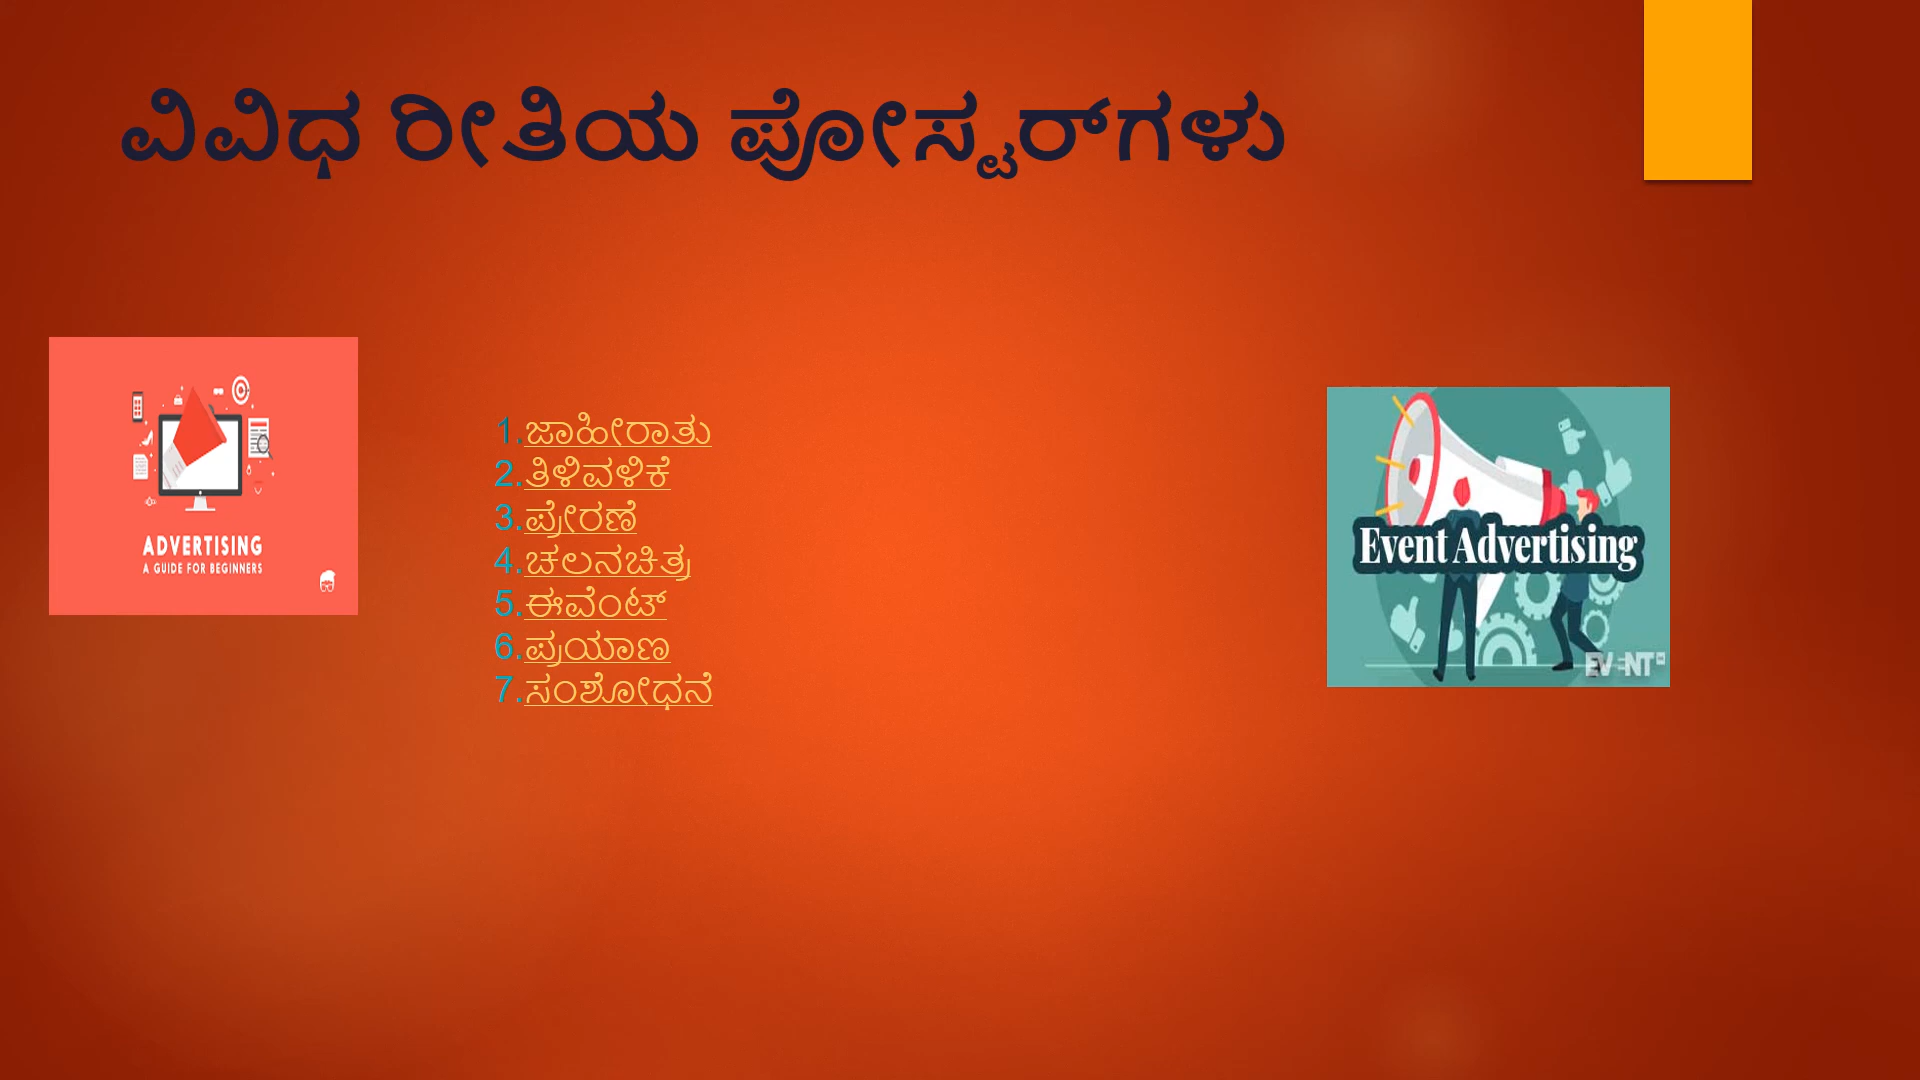 ವಿವಿಧ ರೀತಿಯ ಪೋಸ್ಟರ್‌ಗಳು
ADVERTISING
A GUIDE FOR BEGINNERS
1.ಜಾಹೀರಾತು
2.ತಿಳಿವಳಿಕೆ
3.ಪ್ರೇರಣೆ
4.ಚಲನಚಿತ್ರ
5.ಈವೆಂಟ್
6.ಪ್ರಯಾಣ
7.ಸಂಶೋಧನೆ
Event Advertising